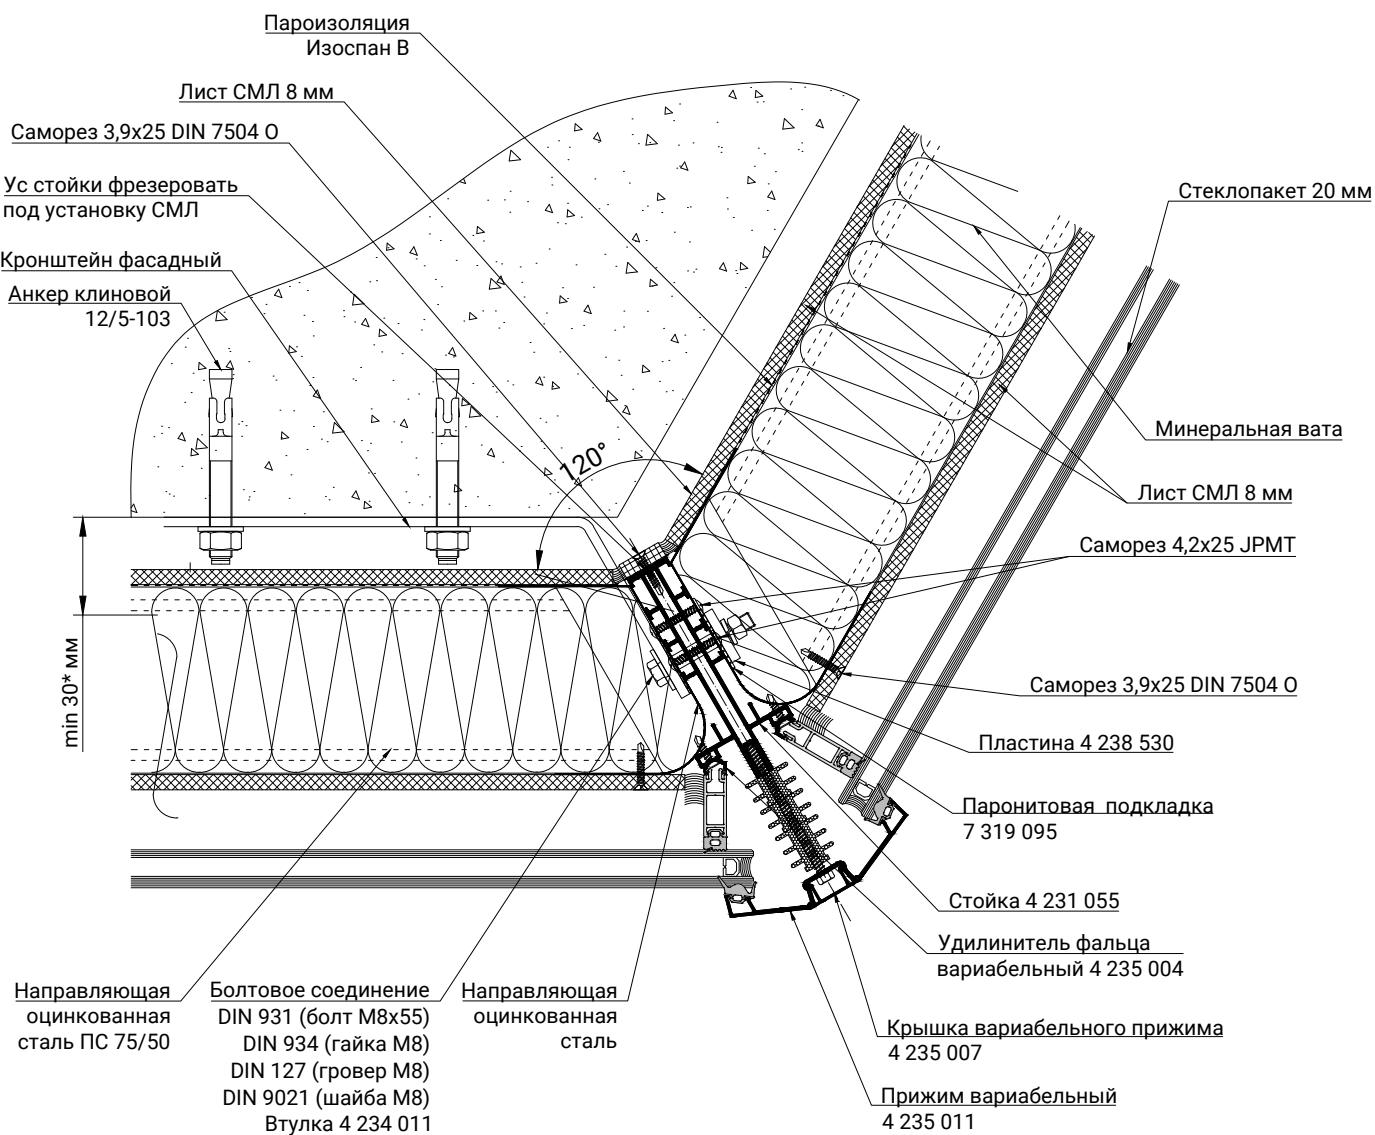 Пароизоляция
Изоспан В
Лист СМЛ 8 мм
Саморез 3,9х25 DIN 7504 O
Ус стойки фрезеровать
под установку СМЛ
Кронштейн фасадный
Анкер клиновой
12/5-103
Стеклопакет 20 мм
Минеральная вата
Лист СМЛ 8 мм
120°
Саморез 4,2х25 JPMT
min 30* мм
Саморез 3,9х25 DIN 7504 O
Пластина 4 238 530
Паронитовая подкладка
7 319 095
Стойка 4 231 055
Удилинитель фальца
вариабельный 4 235 004
Направляющая
оцинкованная
сталь ПС 75/50
Болтовое соединение
DIN 931 (болт М8х55)
DIN 934 (гайка М8)
DIN 127 (гровер М8)
DIN 9021 (шайба М8)
Втулка 4 234 011
Направляющая
оцинкованная
сталь
Крышка вариабельного прижима
4 235 007
Прижим вариабельный
4 235 011